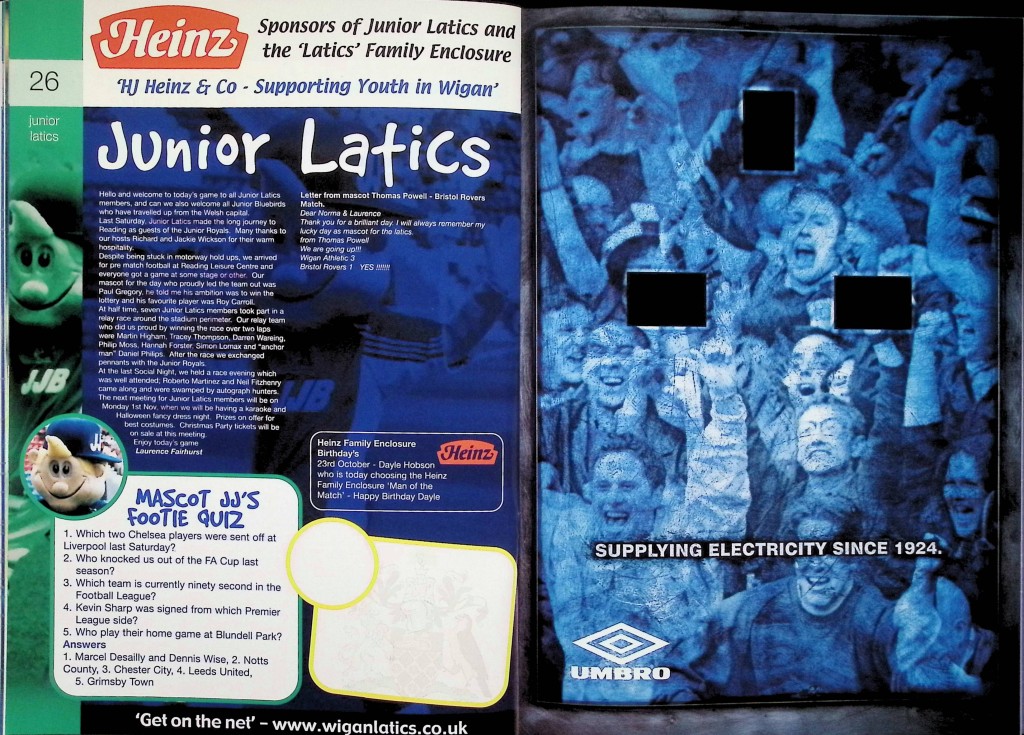 Heinz
Sponsors of Junior Latics and
the 'Latics' Family Enclosure
'HJ Heinz & Co - Supporting Youth in Wigan'
26
junior
latics
Junior Latics
Hello and welcome to today's game to all Junior Latics
members, and can we also welcome all Junior Bluebirds
who have travelled up from the Welsh capital.
Last Saturday, Junior Latics made the long journey to
Reading as guests of the Junior Royals. Many thanks to
our hosts Richard and Jackie Wickson for their warm
hospitality.
Despite being stuck in motorway hold ups, we arrived
for pre match football at Reading Leisure Centre and
everyone got a game at some stage or other. Our
mascot for the day who proudly led the team out was
Paul Gregory, he told me his ambition was to win the
lottery and his favourite player was Roy Carroll.
At half time, seven Junior Latics members took part in a
relay race around the stadium perimeter. Our relay team
who did us proud by winning the race over two laps
were Martin Higham, Tracey Thompson, Darren Wareing,
Philip Moss, Hannah Forster, Simon Lomax and "anchor
man" Daniel Philips. After the race we exchanged
pennants with the Junior Royals.
At the last Social Night, we held a race evening which
was well attended; Roberto Martinez and Neil Fitzhenry
came along and were swamped by autograph hunters.
The next meeting for Junior Latics members will be on
Monday 1st Nov, when we will be having a karaoke and
Halloween fancy dress night. Prizes on offer for
best costumes. Christmas Party tickets will be
on sale at this meeting.
Enjoy today's game
Laurence Fairhurst
Letter from mascot Thomas Powell - Bristol Rovers
Match.
Dear Norma & Laurence
Thank you for a brilliant day. I will always remember my
lucky day as mascot for the latics.
from Thomas Powell
We are going up!!!
Wigan Athletic 3
Bristol Rovers 1 YES !!!!!!!
JJB
JJB
Heinz Family Enclosure
Birthday's
23rd October - Dayle Hobson
who is today choosing the Heinz
Family Enclosure 'Man of the
Match' - Happy Birthday Dayle
Heinz
MASCOT JJ'S
FOOTIE QUIZ
1. Which two Chelsea players were sent off at
Liverpool last Saturday?
2. Who knocked us out of the FA Cup last
season?
3. Which team is currently ninety second in the
Football League?
4. Kevin Sharp was signed from which Premier
League side?
5. Who play their home game at Blundell Park?
Answers
1. Marcel Desailly and Dennis Wise, 2. Notts
County, 3. Chester City, 4. Leeds United,
5. Grimsby Town
'Get on the net' – www.wiganlatics.co.uk
SUPPLYING ELECTRICITY SINCE 1924.
UMBRO